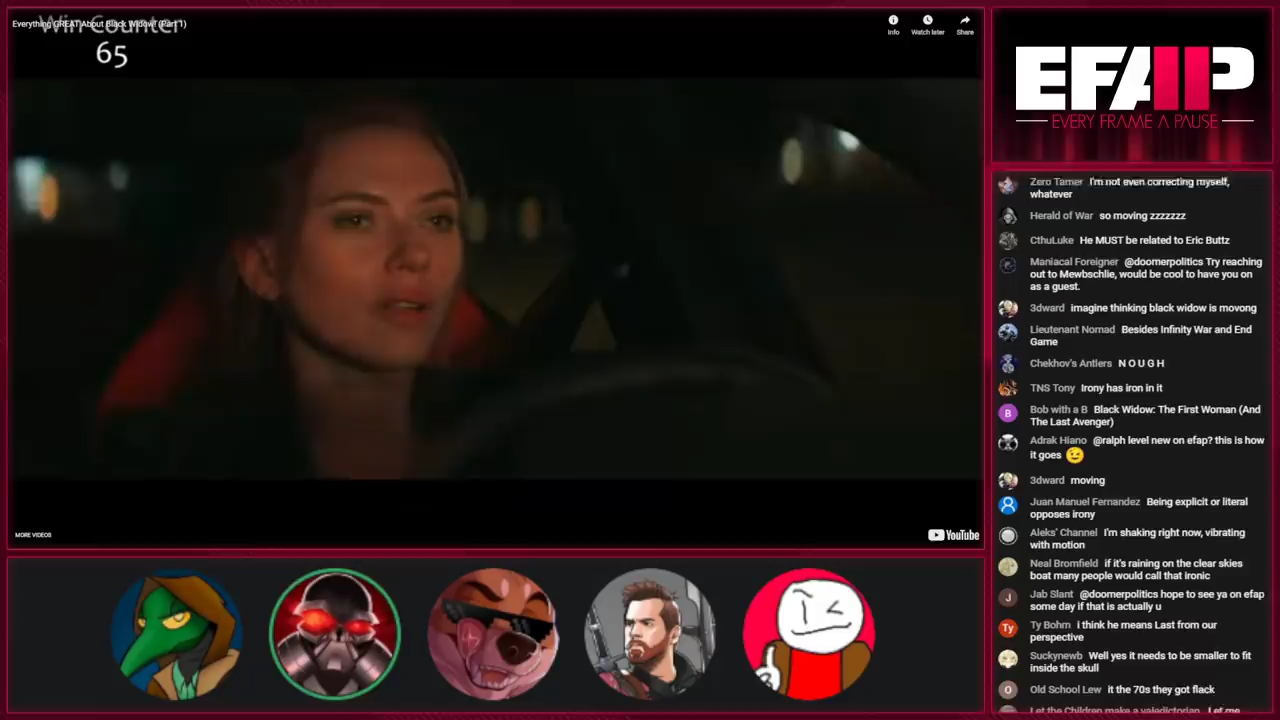 Everything GREAT About Black Widow! (Part 1)
Win Counter
65
Info
Watch later
Share
MORE VIDEOS
YouTube
EFAP
EVERY FRAME A PAUSE
Zero Tamer I'm not even correcting myself,
whatever
Herald of War so moving zzzzzzz
CthuLuke He MUST be related to Eric Buttz
Maniacal Foreigner @doomerpolitics Try reaching
out to Mewbschlie, would be cool to have you on
as a guest.
3dward imagine thinking black widow is movong
Lieutenant Nomad Besides Infinity War and End
Game
Chekhov's Antlers N O U G H
TNS Tony Irony has iron in it
B
Bob with a B Black Widow: The First Woman (And
The Last Avenger)
Adrak Hiano @ralph level new on efap? this is how
it goes 😉
3dward moving
Juan Manuel Fernandez Being explicit or literal
opposes irony
Aleks' Channel I'm shaking right now, vibrating
with motion
Neal Bromfield if it's raining on the clear skies
boat many people would call that ironic
J
Jab Slant @doomerpolitics hope to see ya on efap
some day if that is actually u
Ty
Ty Bohm i think he means Last from our
perspective
Suckynewb Well yes it needs to be smaller to fit
inside the skull
O
Old School Lew it the 70s they got flack
Let the Children make a valedictorian Let me